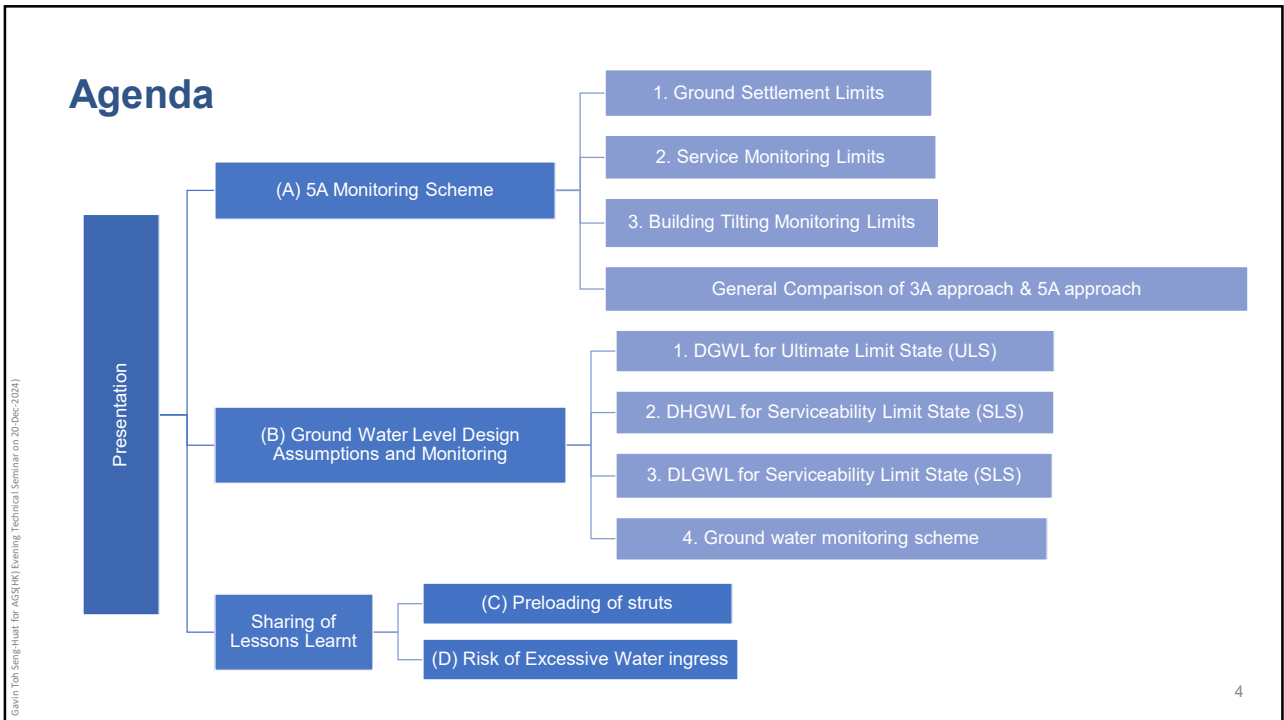 Agenda
Presentation
(A) 5A Monitoring Scheme
1. Ground Settlement Limits
2. Service Monitoring Limits
3. Building Tilting Monitoring Limits
General Comparison of 3A approach & 5A approach
(B) Ground Water Level Design
Assumptions and Monitoring
1. DGWL for Ultimate Limit State (ULS)
2. DHGWL for Serviceability Limit State (SLS)
3. DLGWL for Serviceability Limit State (SLS)
4. Ground water monitoring scheme
Sharing of
Lessons Learnt
(C) Preloading of struts
(D) Risk of Excessive Water ingress
Gavin Toh Seng-Huat for AGS(HK) Evening Technical Seminar on 20-Dec-2024)
4